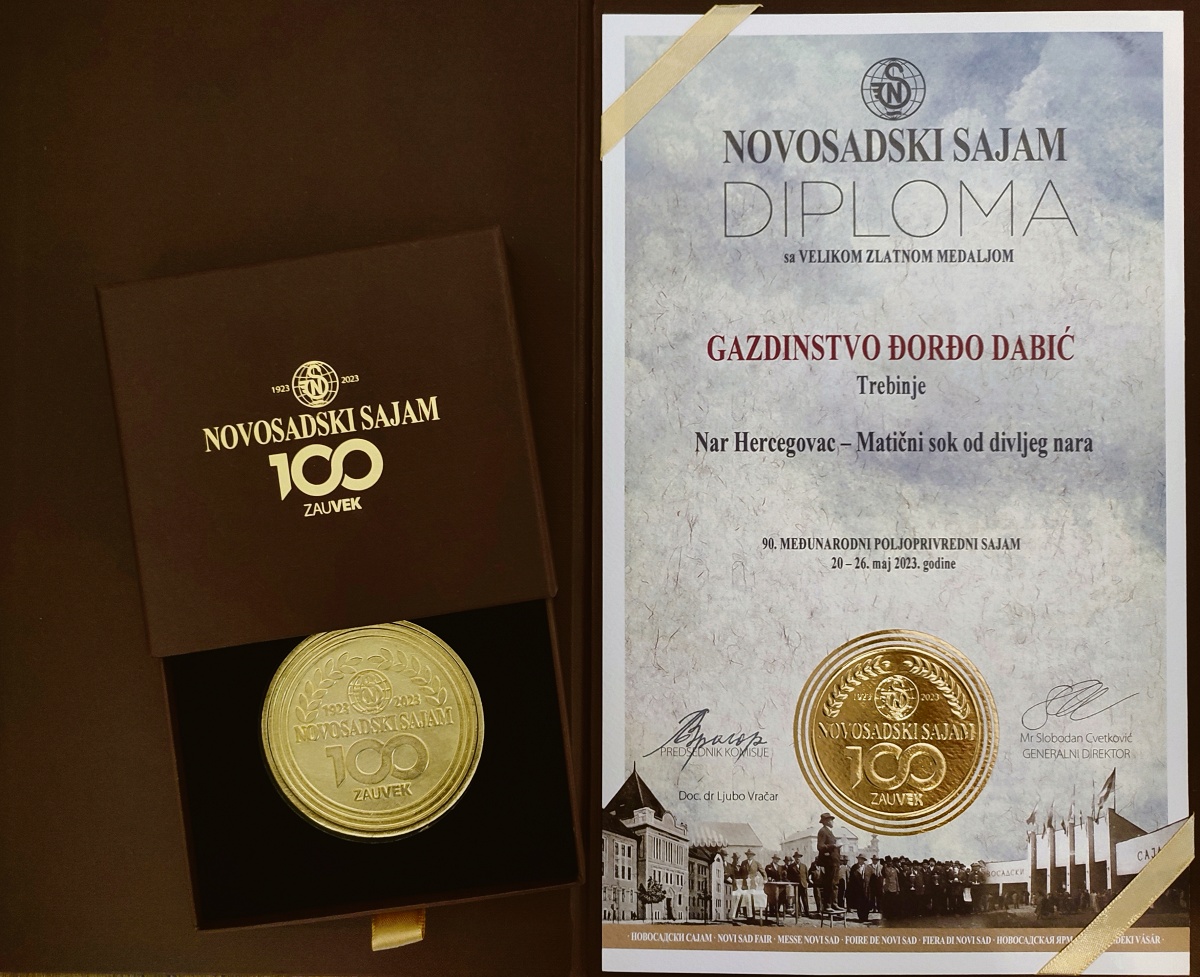 1923 2023
NOVOSADSKI SAJAM
100
ZAUVEK
1923 2023
NOVOSADSKI SAJAM
100
ZAUVEK
NOVOSADSKI SAJAM
DIPLOMA
sa VELIKOM ZLATNOM MEDALJOM
GAZDINSTVO ĐORĐO DABIĆ
Trebinje
Nar Hercegovac – Matični sok od divljeg nara
90. MEĐUNARODNI POLJOPRIVREDNI SAJAM
20 – 26. maj 2023. godine
1923 2023
NOVOSADSKI SAJAM
100
ZAUVEK
PREDSEDNIK KOMISIJE
Doc. dr Ljubo Vračar
Mr Slobodan Cvetković
GENERALNI DIREKTOR
· НОВОСАДСКИ САЈАМ · NOVI SAD FAIR · MESSE NOVI SAD · FOIRE DE NOVI SAD · FIERA DI NOVI SAD · НОВОСАДСКАЯ VÁSÁR ·